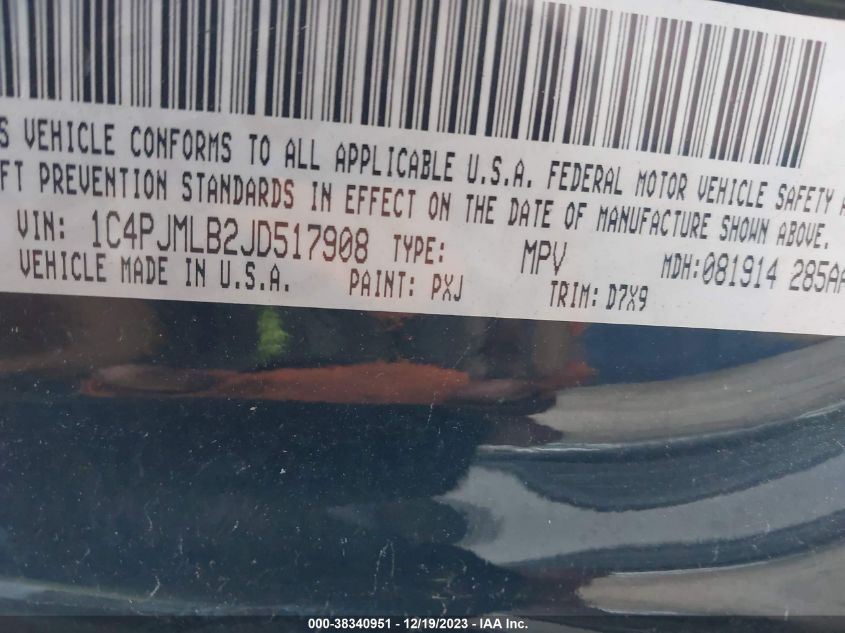 VEHICLE CONFORMS TO ALL APPLICABLE U.S.A. FEDERAL MOTOR VEHICLE SAFETY
PREVENTION STANDARDS IN EFFECT ON THE DATE OF MANUFACTURE SHOWN ABOVE.
VIN: 1C4PJMLB2JD517908 TYPE: MPV MDH:081914 285AA
VEHICLE MADE IN U.S.A. PAINT: PXJ TRIM: D7X9
000-38340951 - 12/19/2023 - IAA Inc.